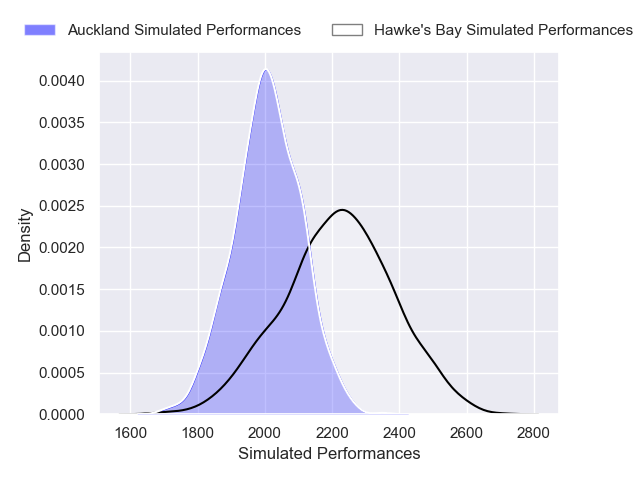 Auckland Simulated Performances
Hawke's Bay Simulated Performances
0.0040
0.0035
0.0030
0.0025
0.0020
0.0015
0.0010
0.0005
0.0000
Density
1600 1800 2000 2200 2400 2600 2800
Simulated Performances